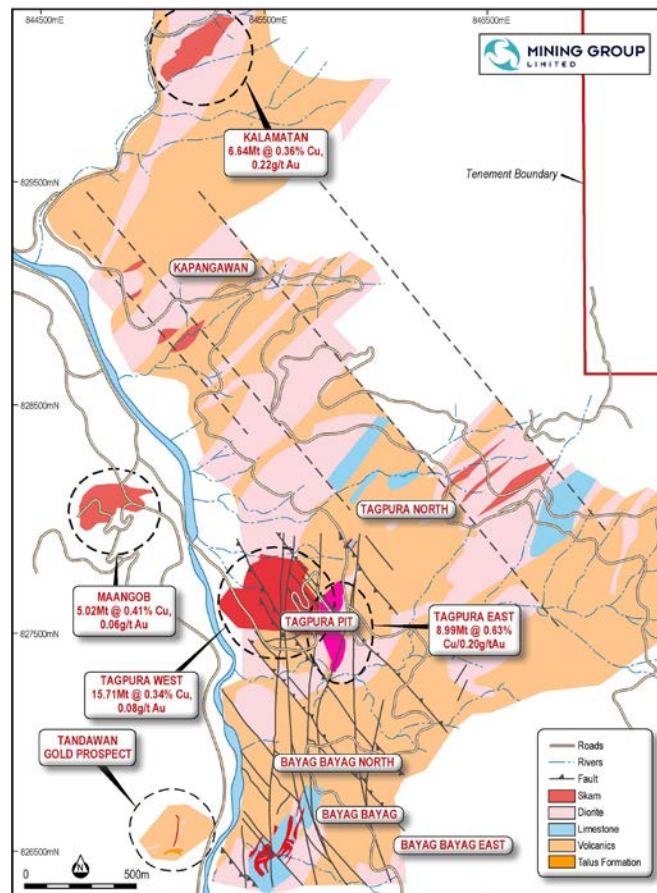 844500mE
845500mE
846500mE
MINING GROUP
LIMITED
KALAMATAN
6.64Mt @ 0.36% Cu,
0.22g/t Au
829500mN
Tenement Boundary
KAPANGAWAN
828500mN
TAGPURA NORTH
MAANGOB
5.02Mt @ 0.41% Cu,
0.06g/t Au
TAGPURA PIT
TAGPURA EAST
8.99Mt @ 0.63%
Cu/0.20g/tAu
827500mN
TAGPURA WEST
15.71Mt @ 0.34% Cu,
0.08g/t Au
TANDAWAN
GOLD PROSPECT
BAYAG BAYAG NORTH
BAYAG BAYAG
BAYAG BAYAG EAST
826500mN
0
500m
N
Roads
Rivers
Fault
Skarn
Diorite
Limestone
Volcanics
Talus Formation